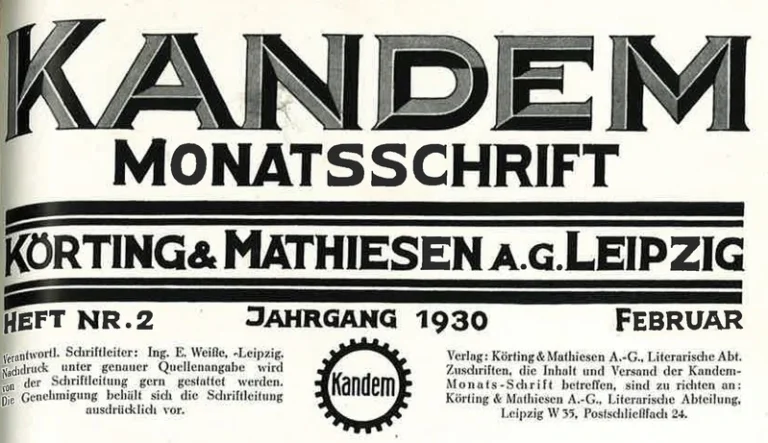 KANDEM
MONATSSCHRIFT
KÖRTING & MATHIESEN A.G. LEIPZIG
HEFT NR. 2 JAHRGANG 1930 FEBRUAR
Verantwortl. Schriftleiter: Ing. E. Weiße, -Leipzig.
Nachdruck unter genauer Quellenangabe wird
von der Schriftleitung gern gestattet werden.
Die Genehmigung behält sich die Schriftleitung
ausdrücklich vor.
Kandem
Verlag: Körting & Mathiesen A.-G., Literarische Abt.
Zuschriften, die Inhalt und Versand der Kandem-
Monats-Schrift betreffen, sind zu richten an:
Körting & Mathiesen A.-G., Literarische Abteilung,
Leipzig W 35, Postschließfach 24.